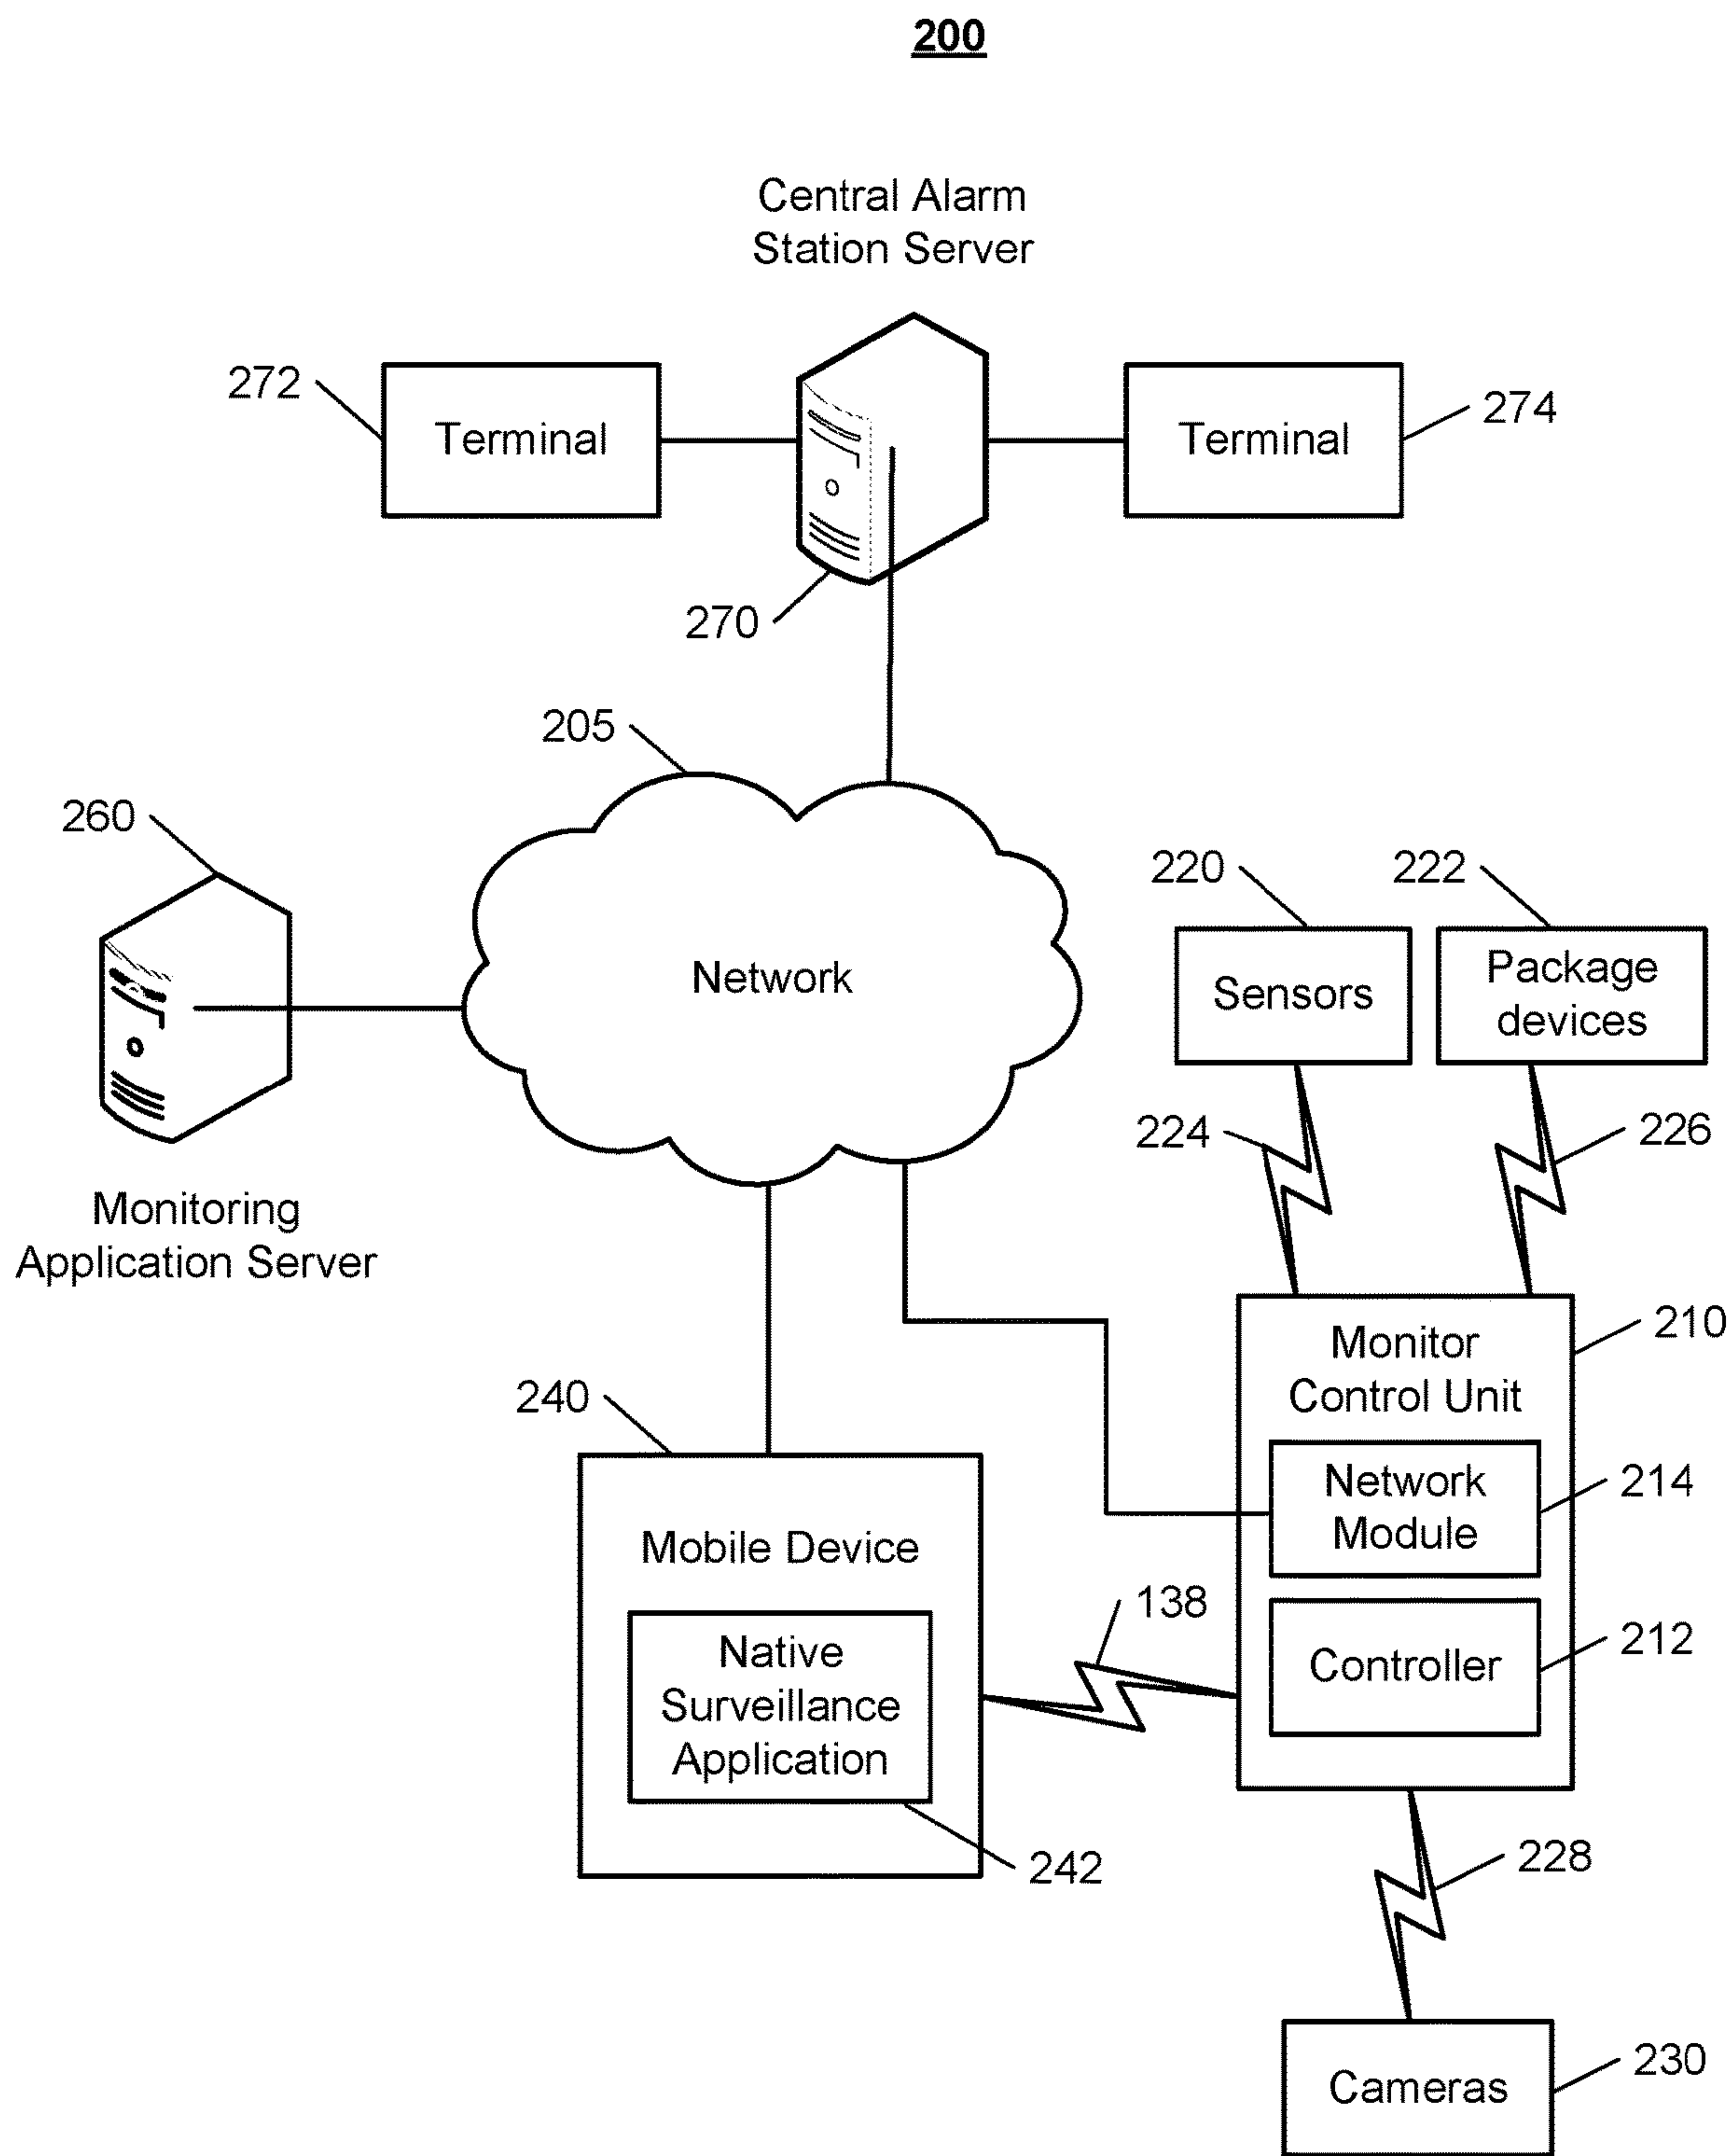 200
Central Alarm
Station Server
272
Terminal
Terminal
274
270
205
260
Network
220
222
Sensors
Package
devices
224
226
Monitoring
Application Server
210
Monitor
Control Unit
240
Network
Module
214
Mobile Device
138
Controller
212
Native
Surveillance
Application
242
228
Cameras
230